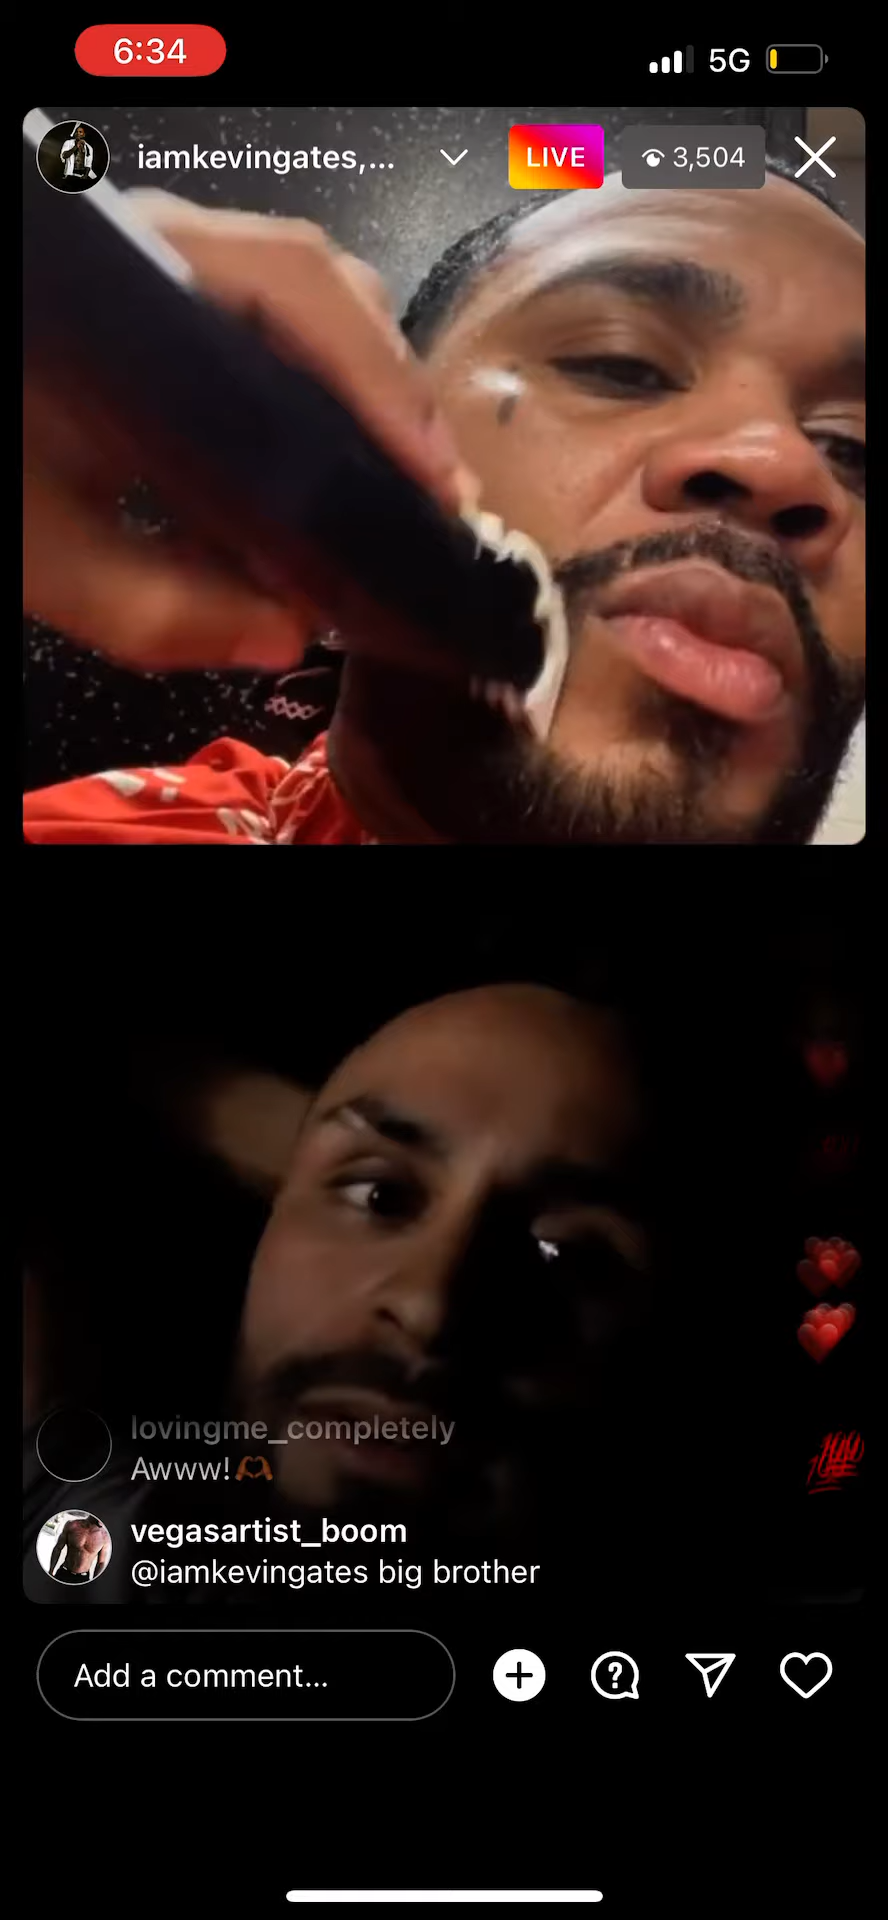 6:34
5G
iamkevingates,...
LIVE
3,504
lovingme_completely
Awww!🫶🏾
vegasartist_boom
@iamkevingates big brother
Add a comment...